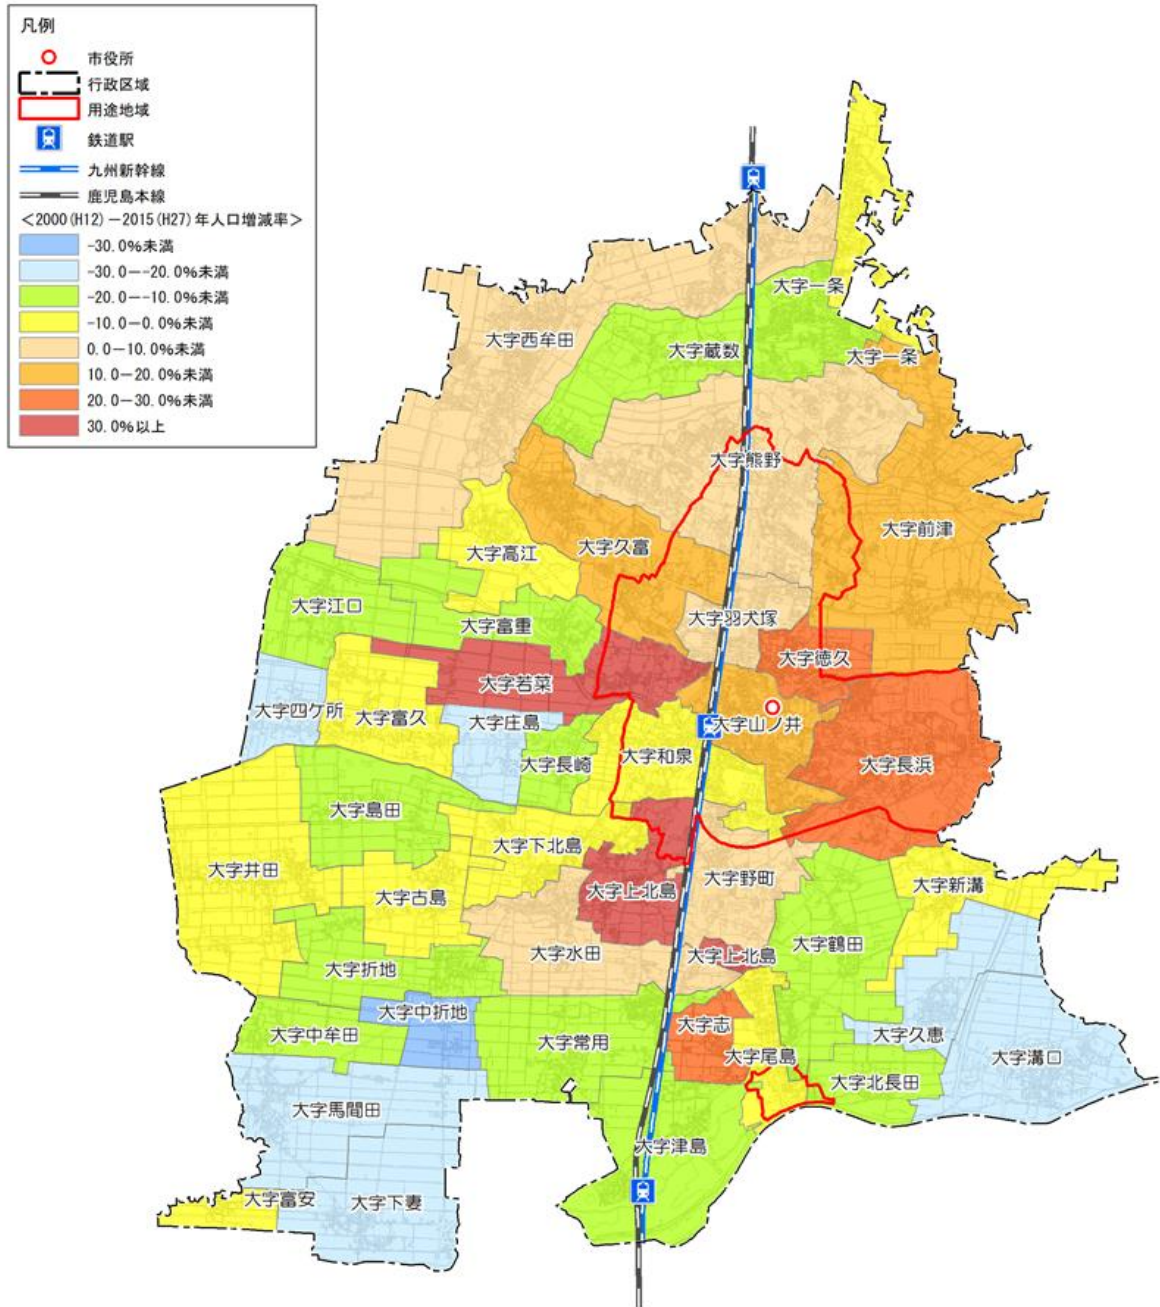 凡例
市役所
行政区域
用途地域
鉄道駅
九州新幹線
鹿児島本線
＜2000(H12)－2015(H27)年人口増減率＞
-30.0%未満
-30.0－-20.0%未満
-20.0－-10.0%未満
-10.0－0.0%未満
0.0－10.0%未満
10.0－20.0%未満
20.0－30.0%未満
30.0%以上
大字一条
大字西牟田
大字蔵数
大字一条
大字熊野
大字前津
大字高江
大字久富
大字江口
大字富重
大字羽犬塚
大字徳久
大字若菜
大字四ケ所
大字富久
大字庄島
大字山ノ井
大字和泉
大字長崎
大字長浜
大字島田
大字下北島
大字井田
大字古島
大字上北島
大字野町
大字新溝
大字鶴田
大字水田
大字上北島
大字折地
大字中折地
大字志
大字中牟田
大字常用
大字久恵
大字尾島
大字溝口
大字北長田
大字馬間田
大字津島
大字富安
大字下妻